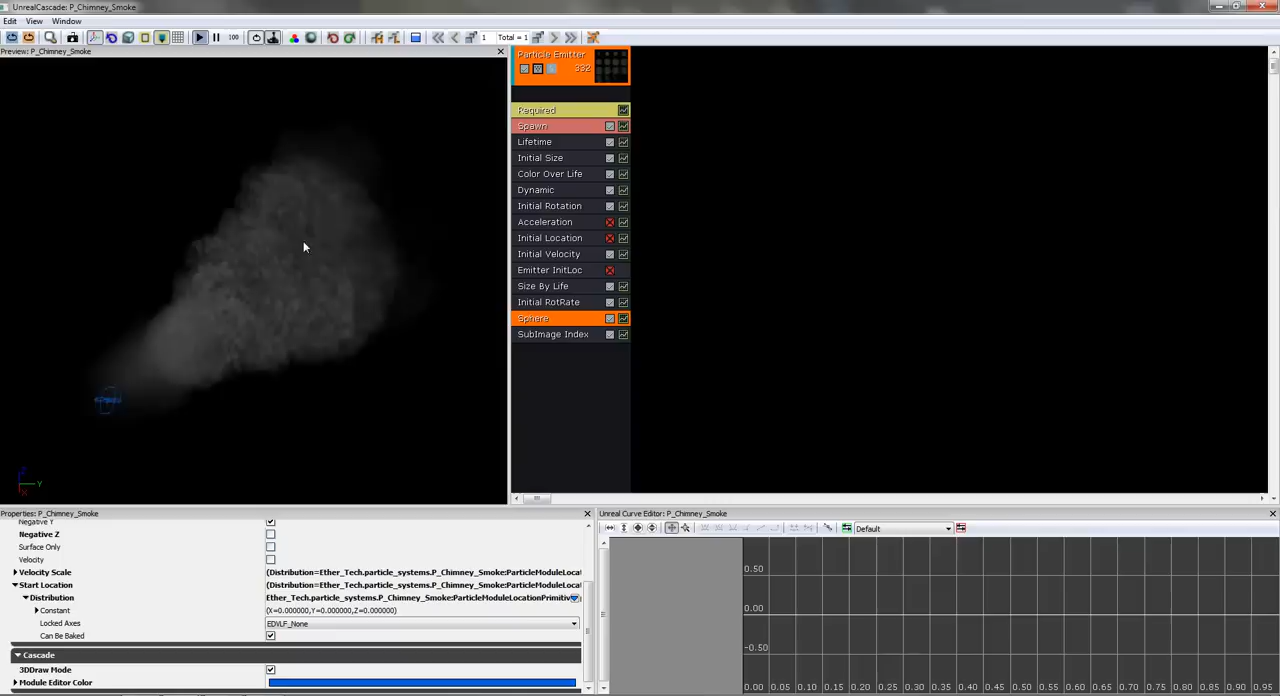 UnrealCascade: P_Chimney_Smoke
Edit View Window
100
1 Total = 1
Preview: P_Chimney_Smoke
Particle Emitter
332
Required
Spawn
Lifetime
Initial Size
Color Over Life
Dynamic
Initial Rotation
Acceleration
Initial Location
Initial Velocity
Emitter InitLoc
Size By Life
Initial RotRate
Sphere
SubImage Index
Z
Y
X
Properties: P_Chimney_Smoke
Negative Y
Negative Z
Surface Only
Velocity
Velocity Scale (Distribution=Ether_Tech.particle_systems.P_Chimney_Smoke:ParticleModuleLocat
Start Location (Distribution=Ether_Tech.particle_systems.P_Chimney_Smoke:ParticleModuleLocat
Distribution Ether_Tech.particle_systems.P_Chimney_Smoke:ParticleModuleLocationPrimitiv
Constant (X=0.000000,Y=0.000000,Z=0.000000)
Locked Axes EDVLF_None
Can Be Baked
Cascade
3DDraw Mode
Module Editor Color
Unreal Curve Editor: P_Chimney_Smoke
Default
0.50
0.00
-0.50
0.00 0.05 0.10 0.15 0.20 0.25 0.30 0.35 0.40 0.45 0.50 0.55 0.60 0.65 0.70 0.75 0.80 0.85 0.90 0.95